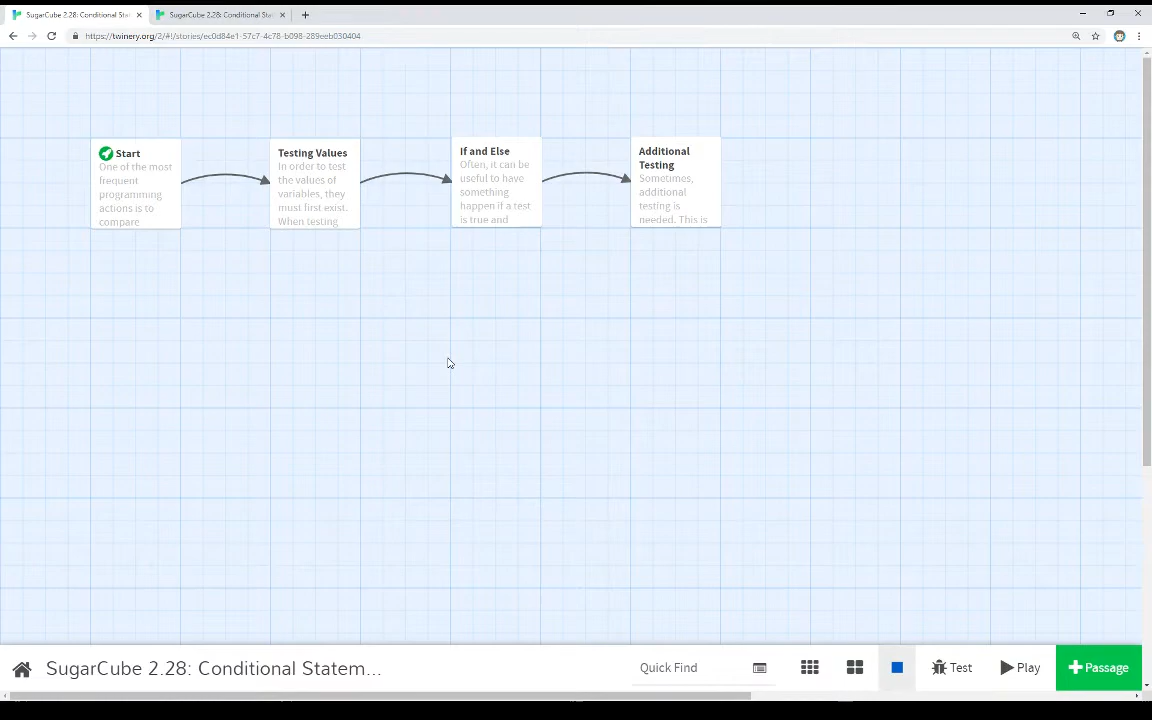 SugarCube 2.28: Conditional Stat
SugarCube 2.28: Conditional State
https://twinery.org/2/#!/stories/ec0d84e1-57c7-4c78-b098-289eeb030404
Start
One of the most
frequent
programming
actions is to
compare
Testing Values
In order to test
the values of
variables, they
must first exist.
When testing
If and Else
Often, it can be
useful to have
something
happen if a test
is true and
Additional
Testing
Sometimes,
additional
testing is
needed. This is
SugarCube 2.28: Conditional Statem...
Quick Find
Test
Play
Passage